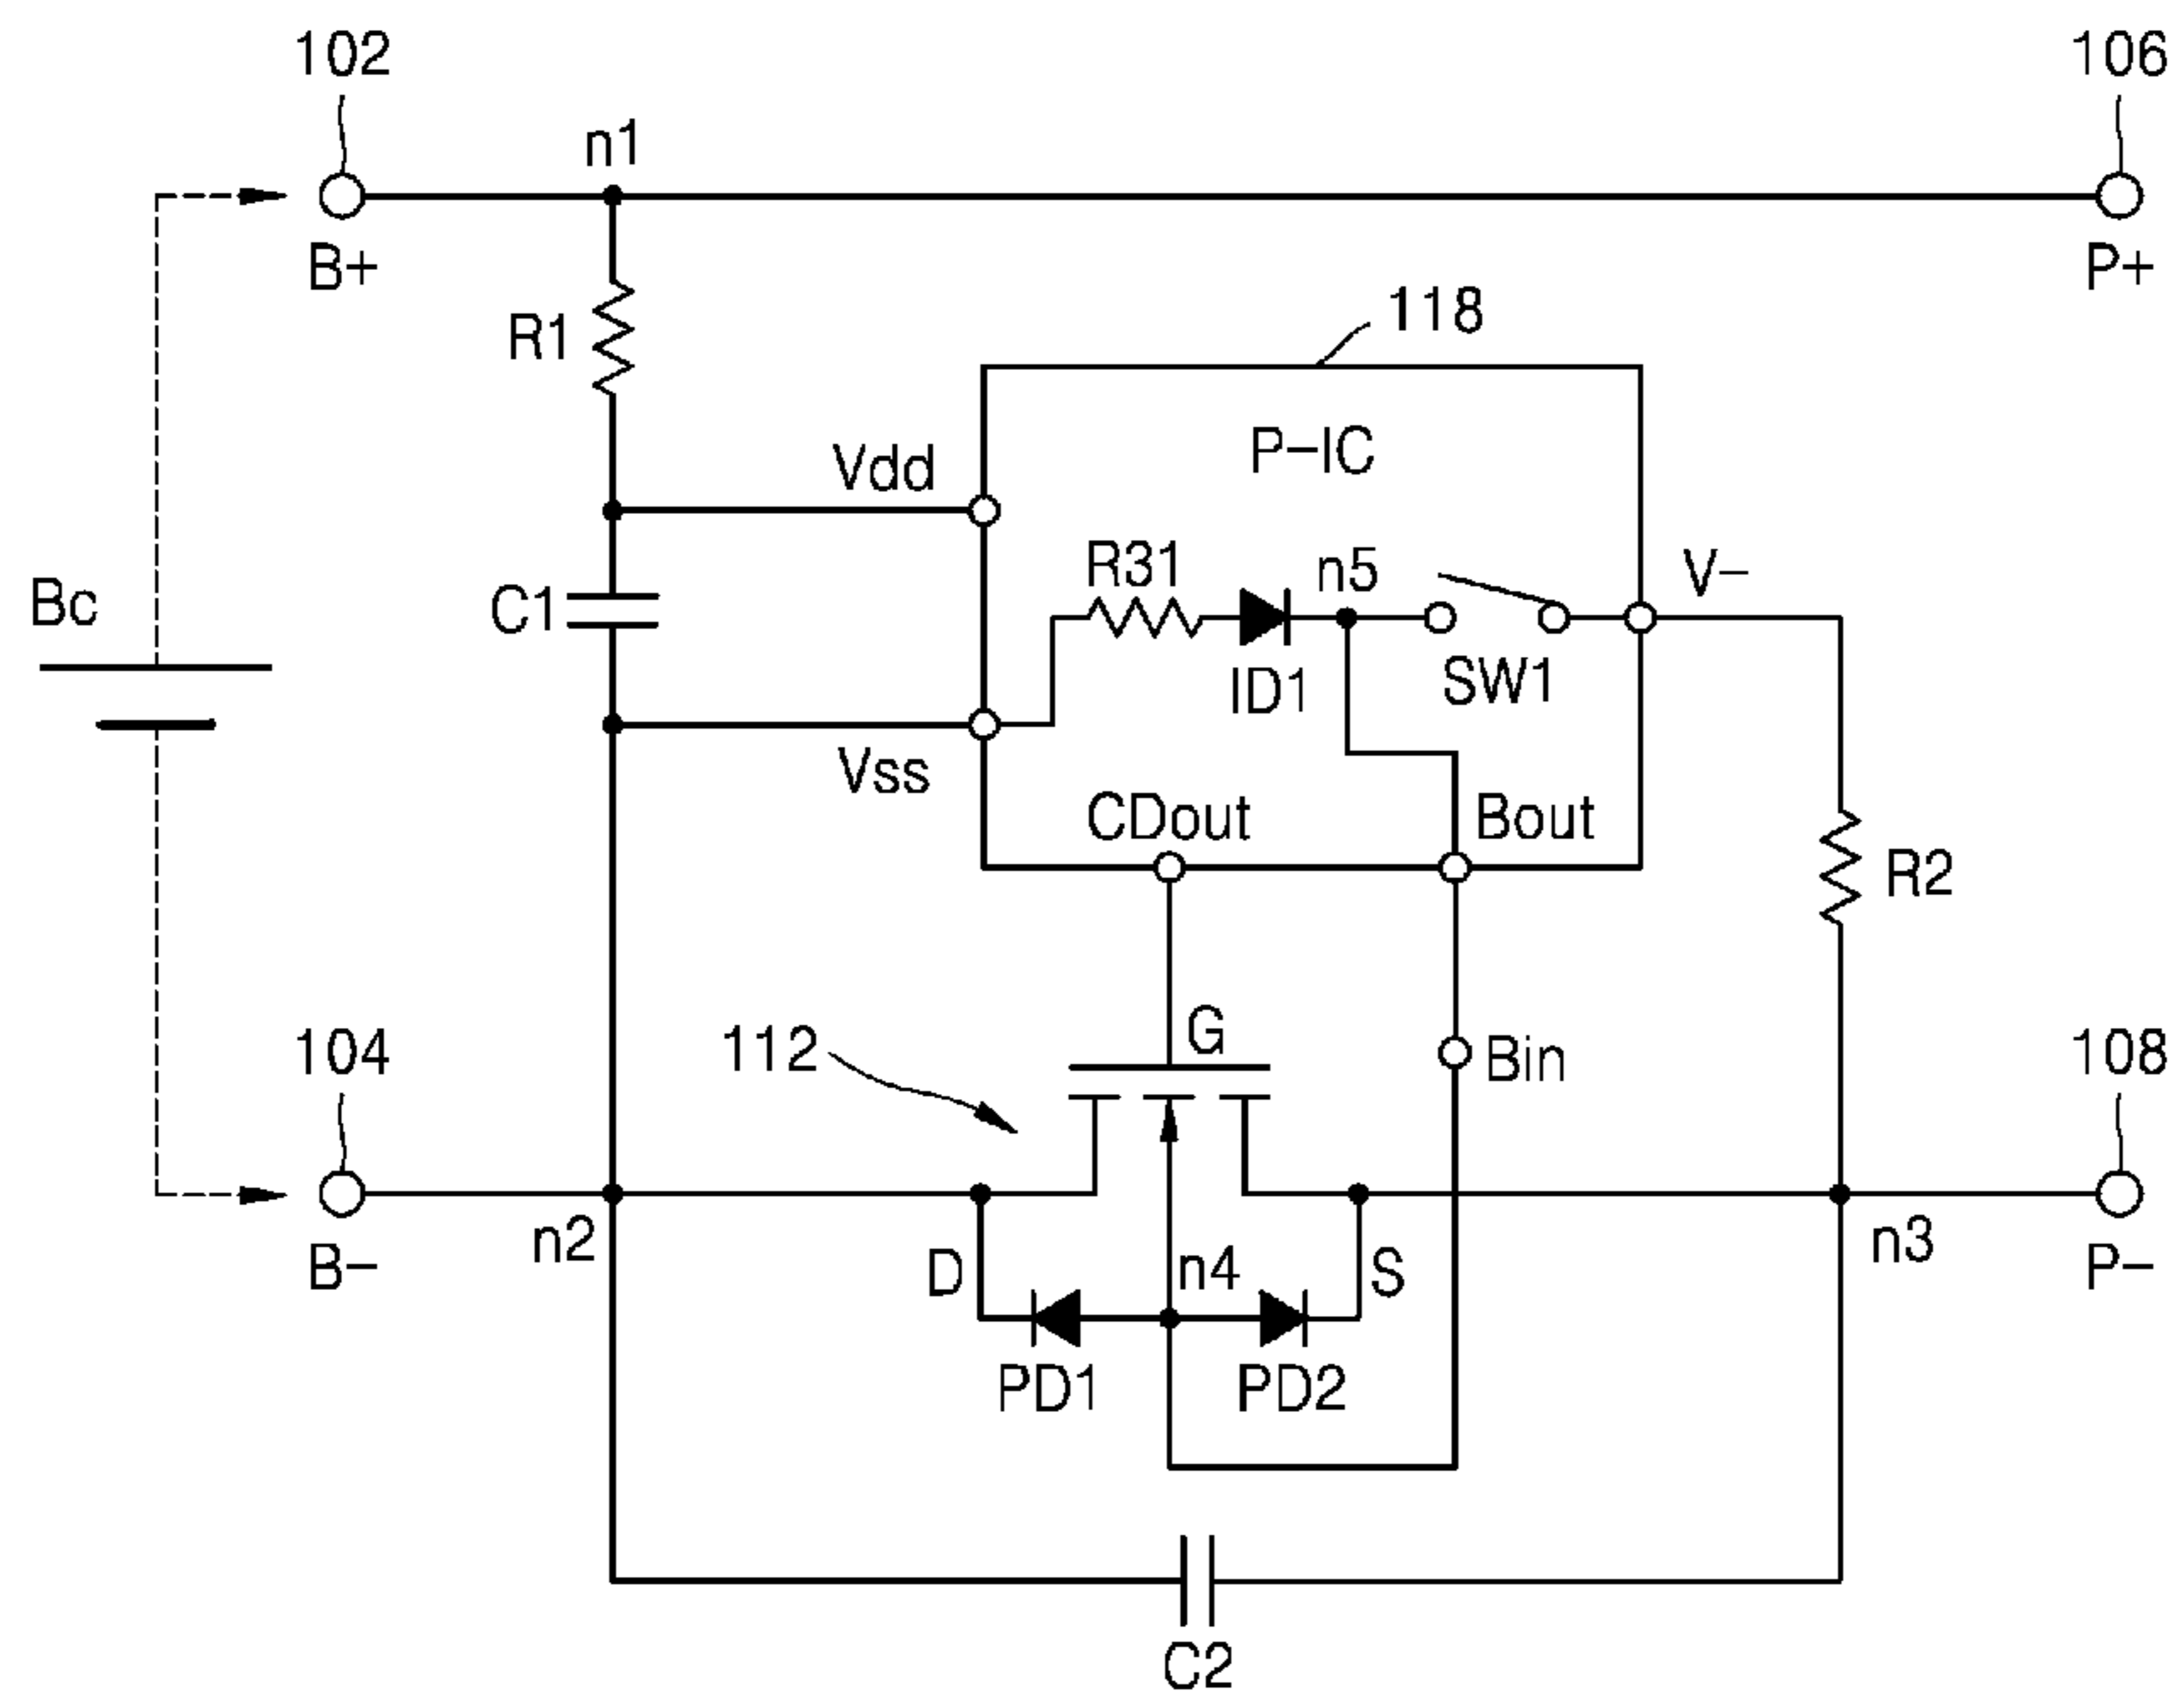 102
106
n1
B+
P+
R1
118
P-IC
Vdd
R31
n5
V-
Bc
C1
ID1
SW1
Vss
CDout
Bout
R2
G
112
Bin
104
108
n2
D
n4
S
n3
B-
P-
PD1
PD2
C2